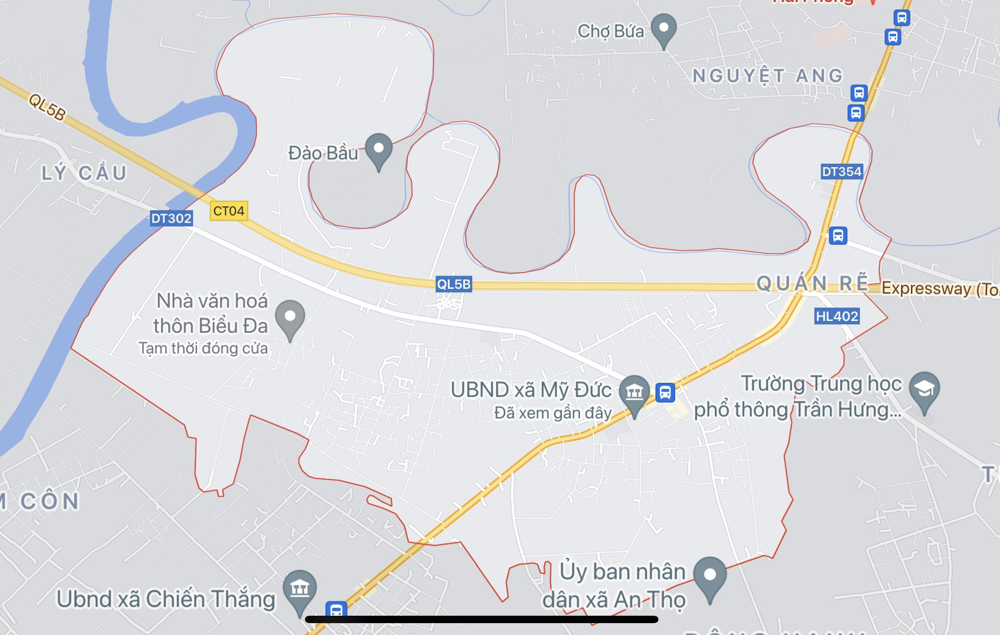 Chợ Bứa
NGUYỆT ANG
QL5B
Đảo Bầu
LÝ CẦU
DT354
CT04
DT302
QL5B
QUÁN RẼ
Expressway (To
Nhà văn hoá
thôn Biểu Đa
Tạm thời đóng cửa
HL402
UBND xã Mỹ Đức
Đã xem gần đây
Trường Trung học
phổ thông Trần Hưng...
CÔN
Ủy ban nhân
dân xã An Thọ
Ubnd xã Chiến Thắng